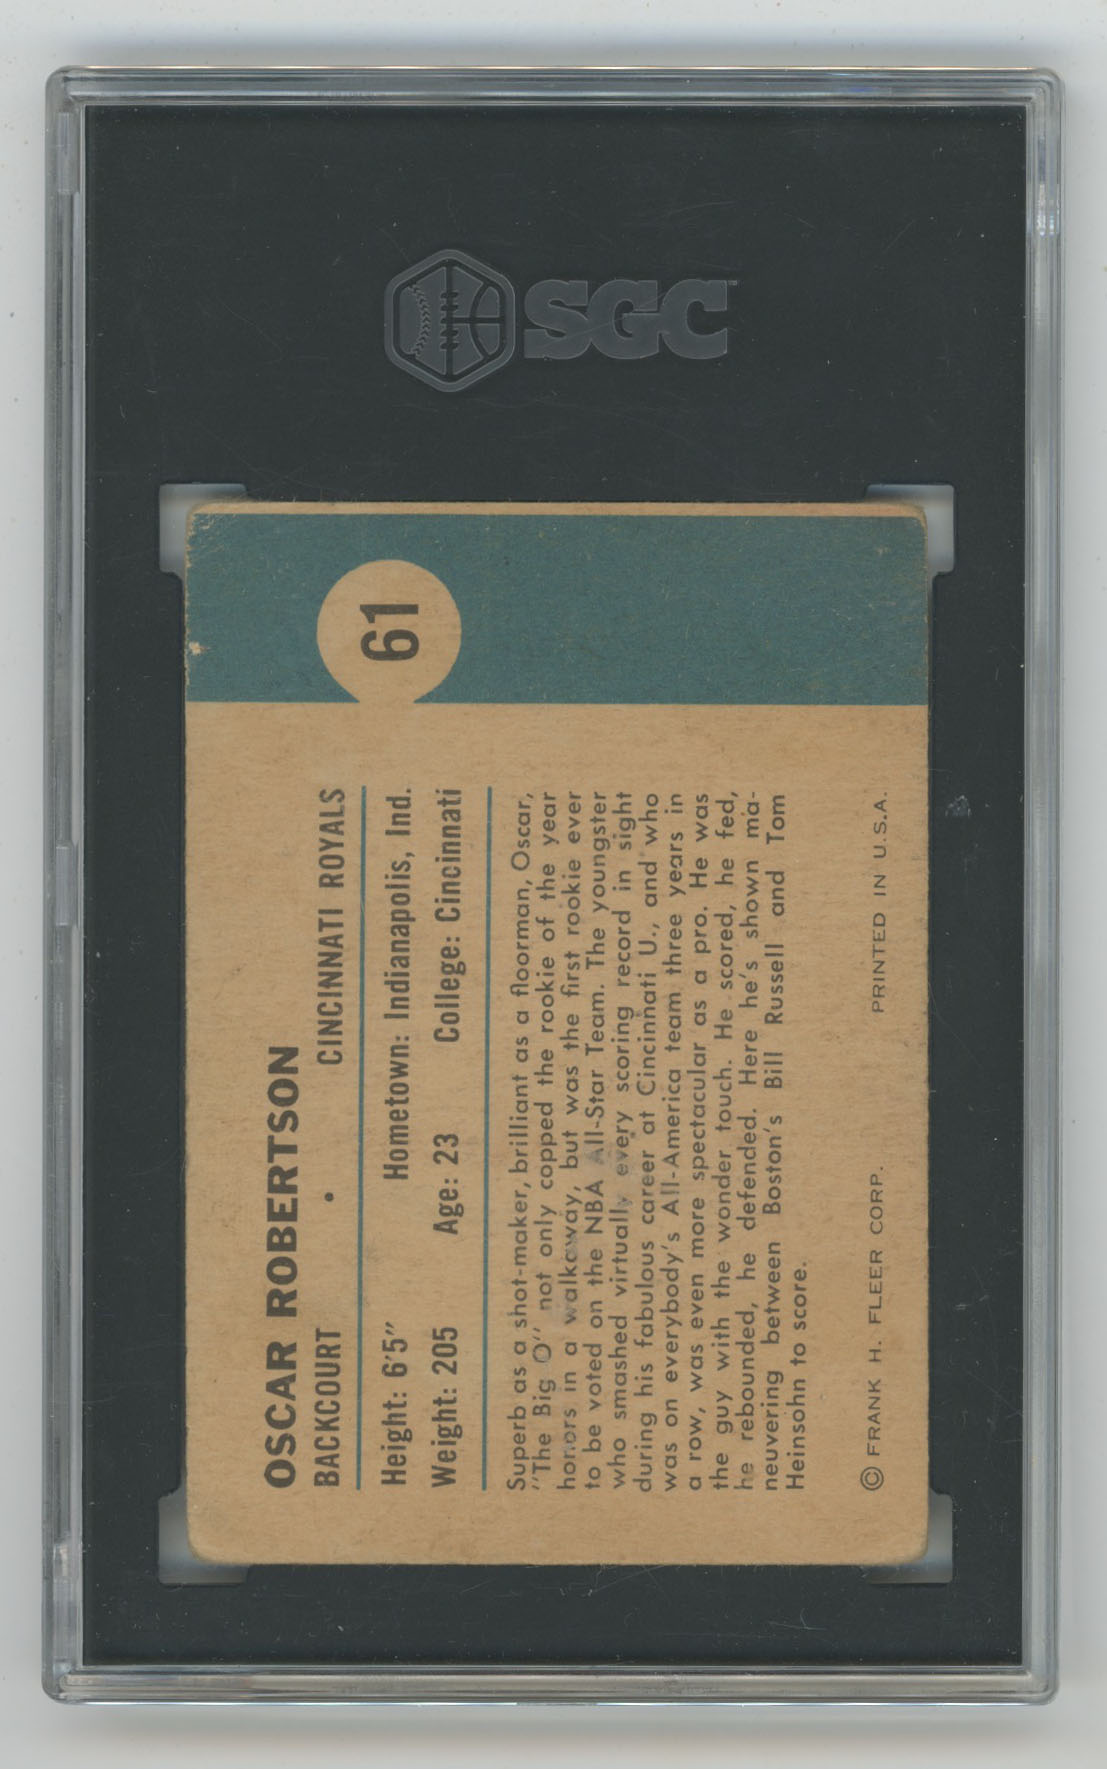 SGC
61
OSCAR ROBERTSON
BACKCOURT • CINCINNATI ROYALS
Height: 6'5" Hometown: Indianapolis, Ind.
Weight: 205 Age: 23 College: Cincinnati
Superb as a shot-maker, brilliant as a floorman, Oscar,
"The Big O" not only copped the rookie of the year
honors in a walkaway, but was the first rookie ever
to be voted on the NBA All-Star Team. The youngster
who smashed virtually every scoring record in sight
during his fabulous career at Cincinnati U., and who
was on everybody's All-America team three years in
a row, was even more spectacular as a pro. He was
the guy with the wonder touch. He scored, he fed,
he rebounded, he defended. Here he's shown ma-
neuvering between Boston's Bill Russell and Tom
Heinsohn to score.
© FRANK H. FLEER CORP. PRINTED IN U.S.A.